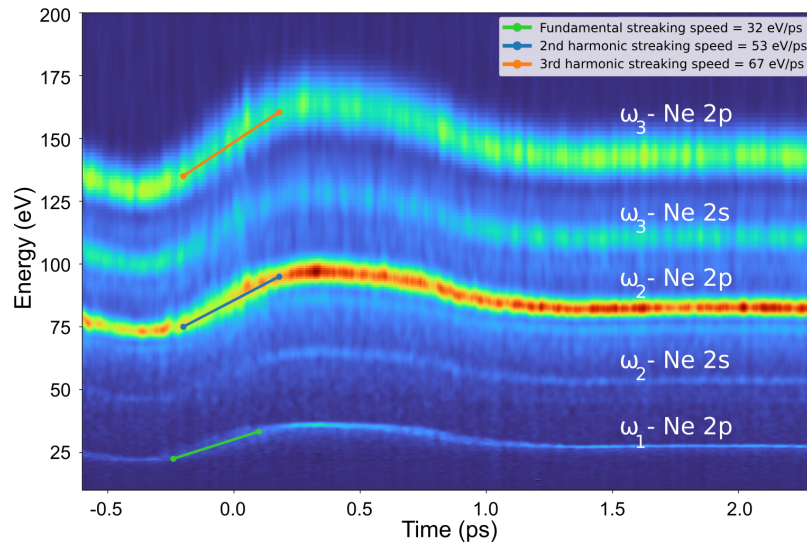 Fundamental streaking speed = 32 eV/ps
2nd harmonic streaking speed = 53 eV/ps
3rd harmonic streaking speed = 67 eV/ps
200
175
150
125
100
75
50
25
Energy (eV)
ω3- Ne 2p
ω3- Ne 2s
ω2- Ne 2p
ω2- Ne 2s
ω1- Ne 2p
-0.5 0.0 0.5 1.0 1.5 2.0
Time (ps)